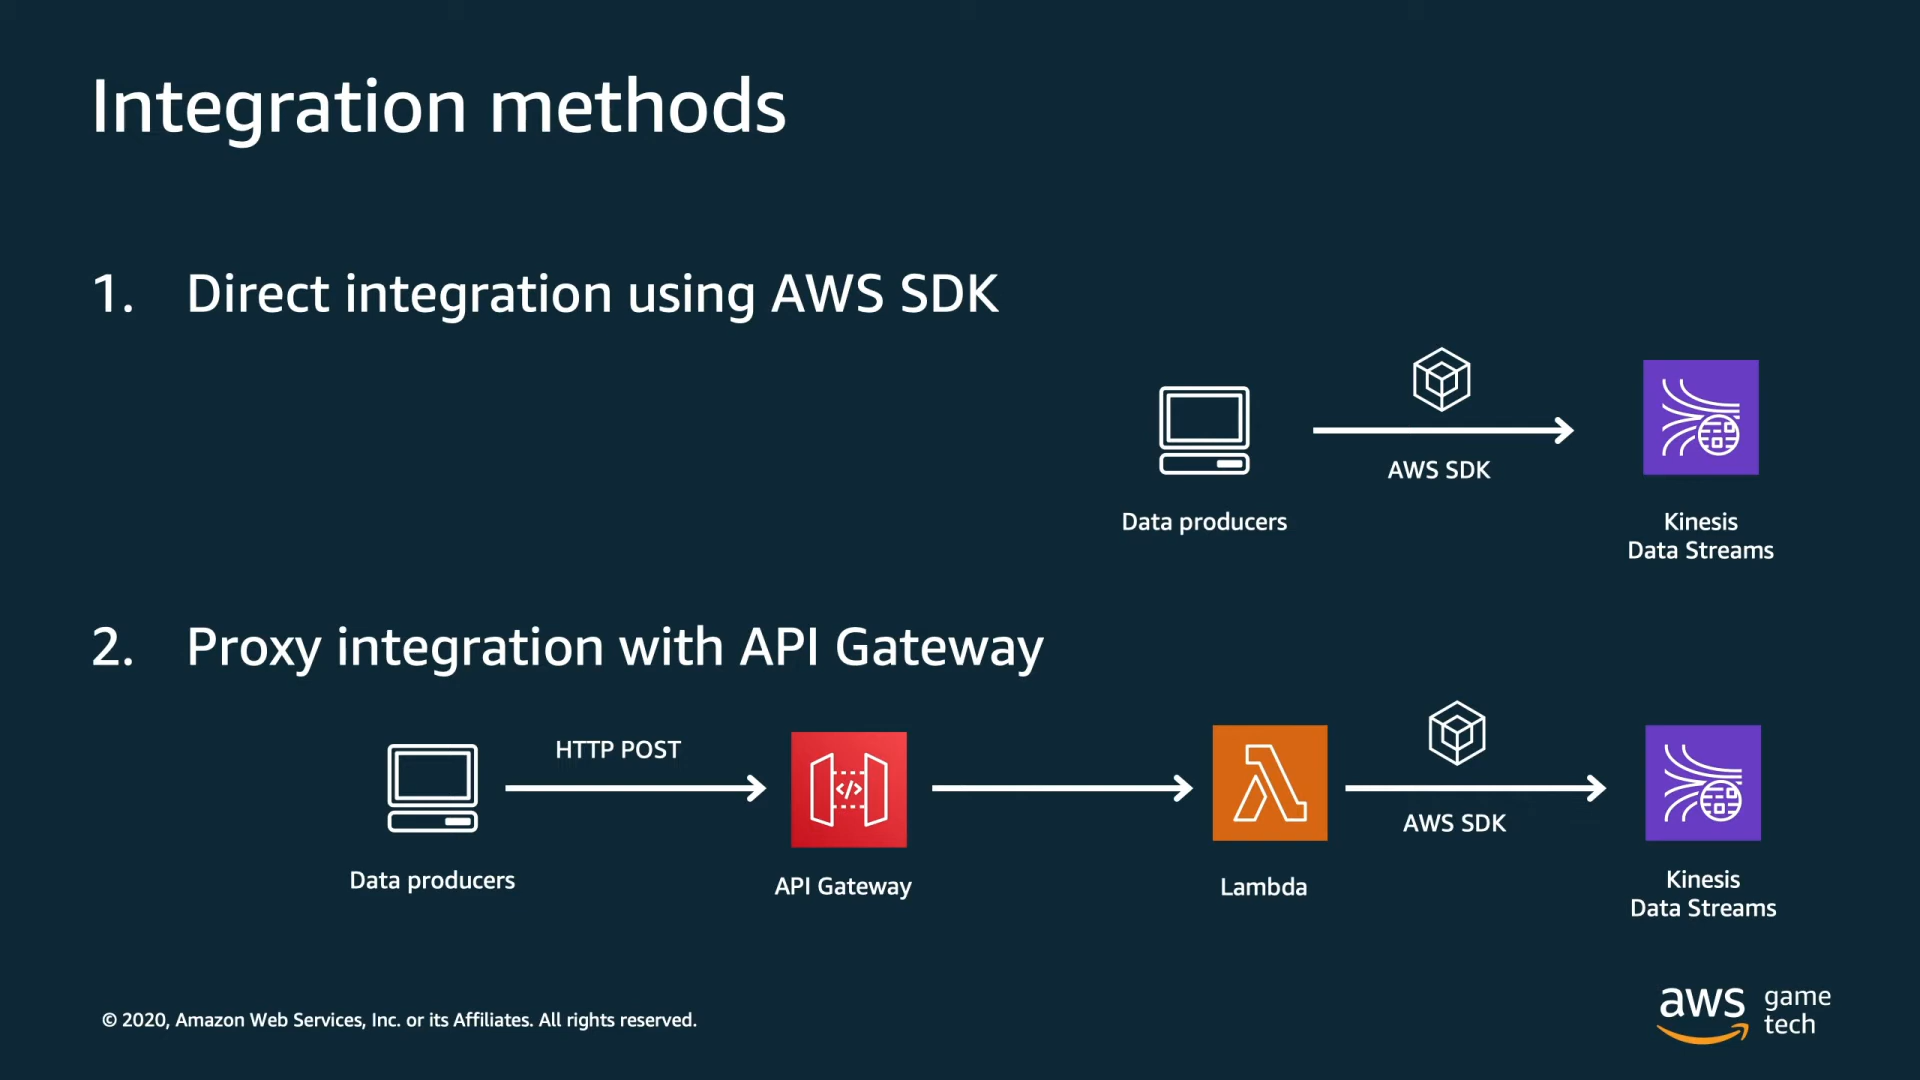 Integration methods
1. Direct integration using AWS SDK
AWS SDK
Data producers
Kinesis
Data Streams
2. Proxy integration with API Gateway
HTTP POST
</>
AWS SDK
Data producers
API Gateway
Lambda
Kinesis
Data Streams
© 2020, Amazon Web Services, Inc. or its Affiliates. All rights reserved.
aws game
tech